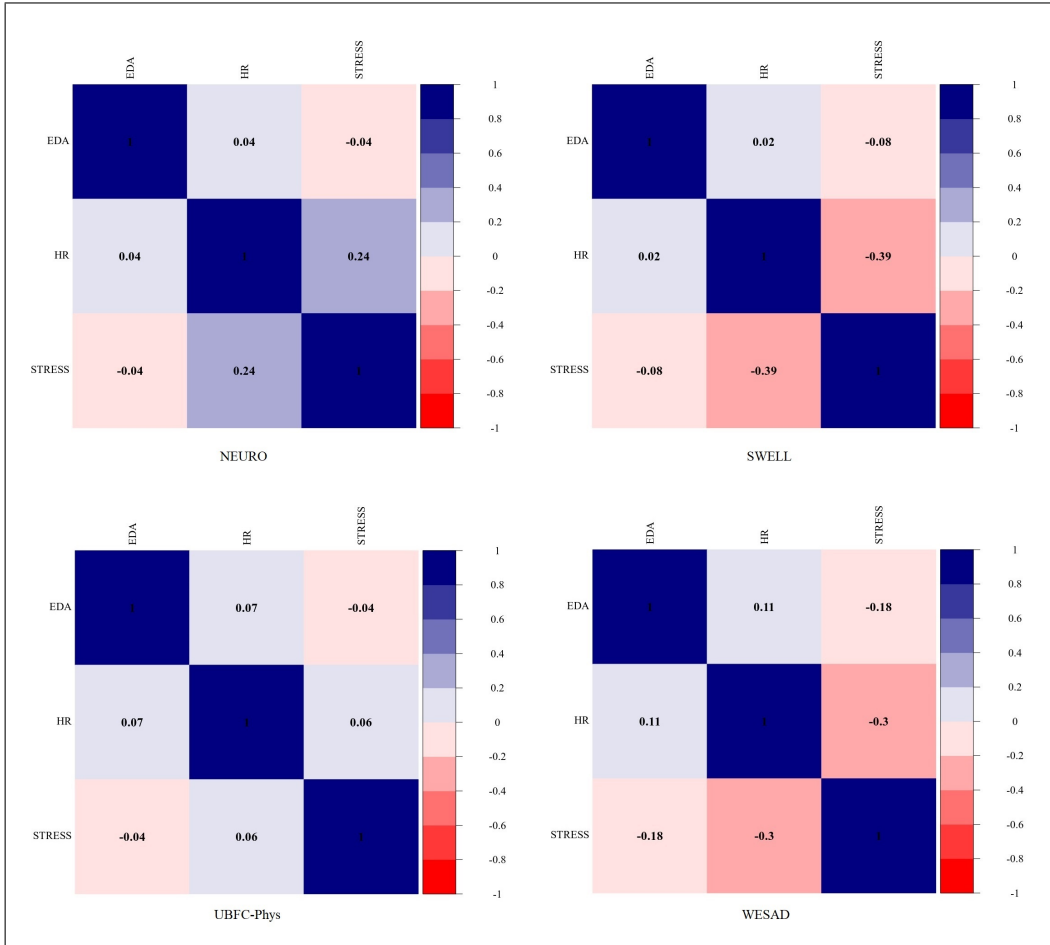 EDA HR STRESS
1
0.8
0.6
0.4
0.2
0
-0.2
-0.4
-0.6
-0.8
-1
EDA 1 0.04 -0.04
HR 0.04 1 0.24
STRESS -0.04 0.24 1
NEURO
EDA HR STRESS
1
0.8
0.6
0.4
0.2
0
-0.2
-0.4
-0.6
-0.8
-1
EDA 1 0.02 -0.08
HR 0.02 1 -0.39
STRESS -0.08 -0.39 1
SWELL
EDA HR STRESS
1
0.8
0.6
0.4
0.2
0
-0.2
-0.4
-0.6
-0.8
-1
EDA 1 0.07 -0.04
HR 0.07 1 0.06
STRESS -0.04 0.06 1
UBFC-Phys
EDA HR STRESS
1
0.8
0.6
0.4
0.2
0
-0.2
-0.4
-0.6
-0.8
-1
EDA 1 0.11 -0.18
HR 0.11 1 -0.3
STRESS -0.18 -0.3 1
WESAD